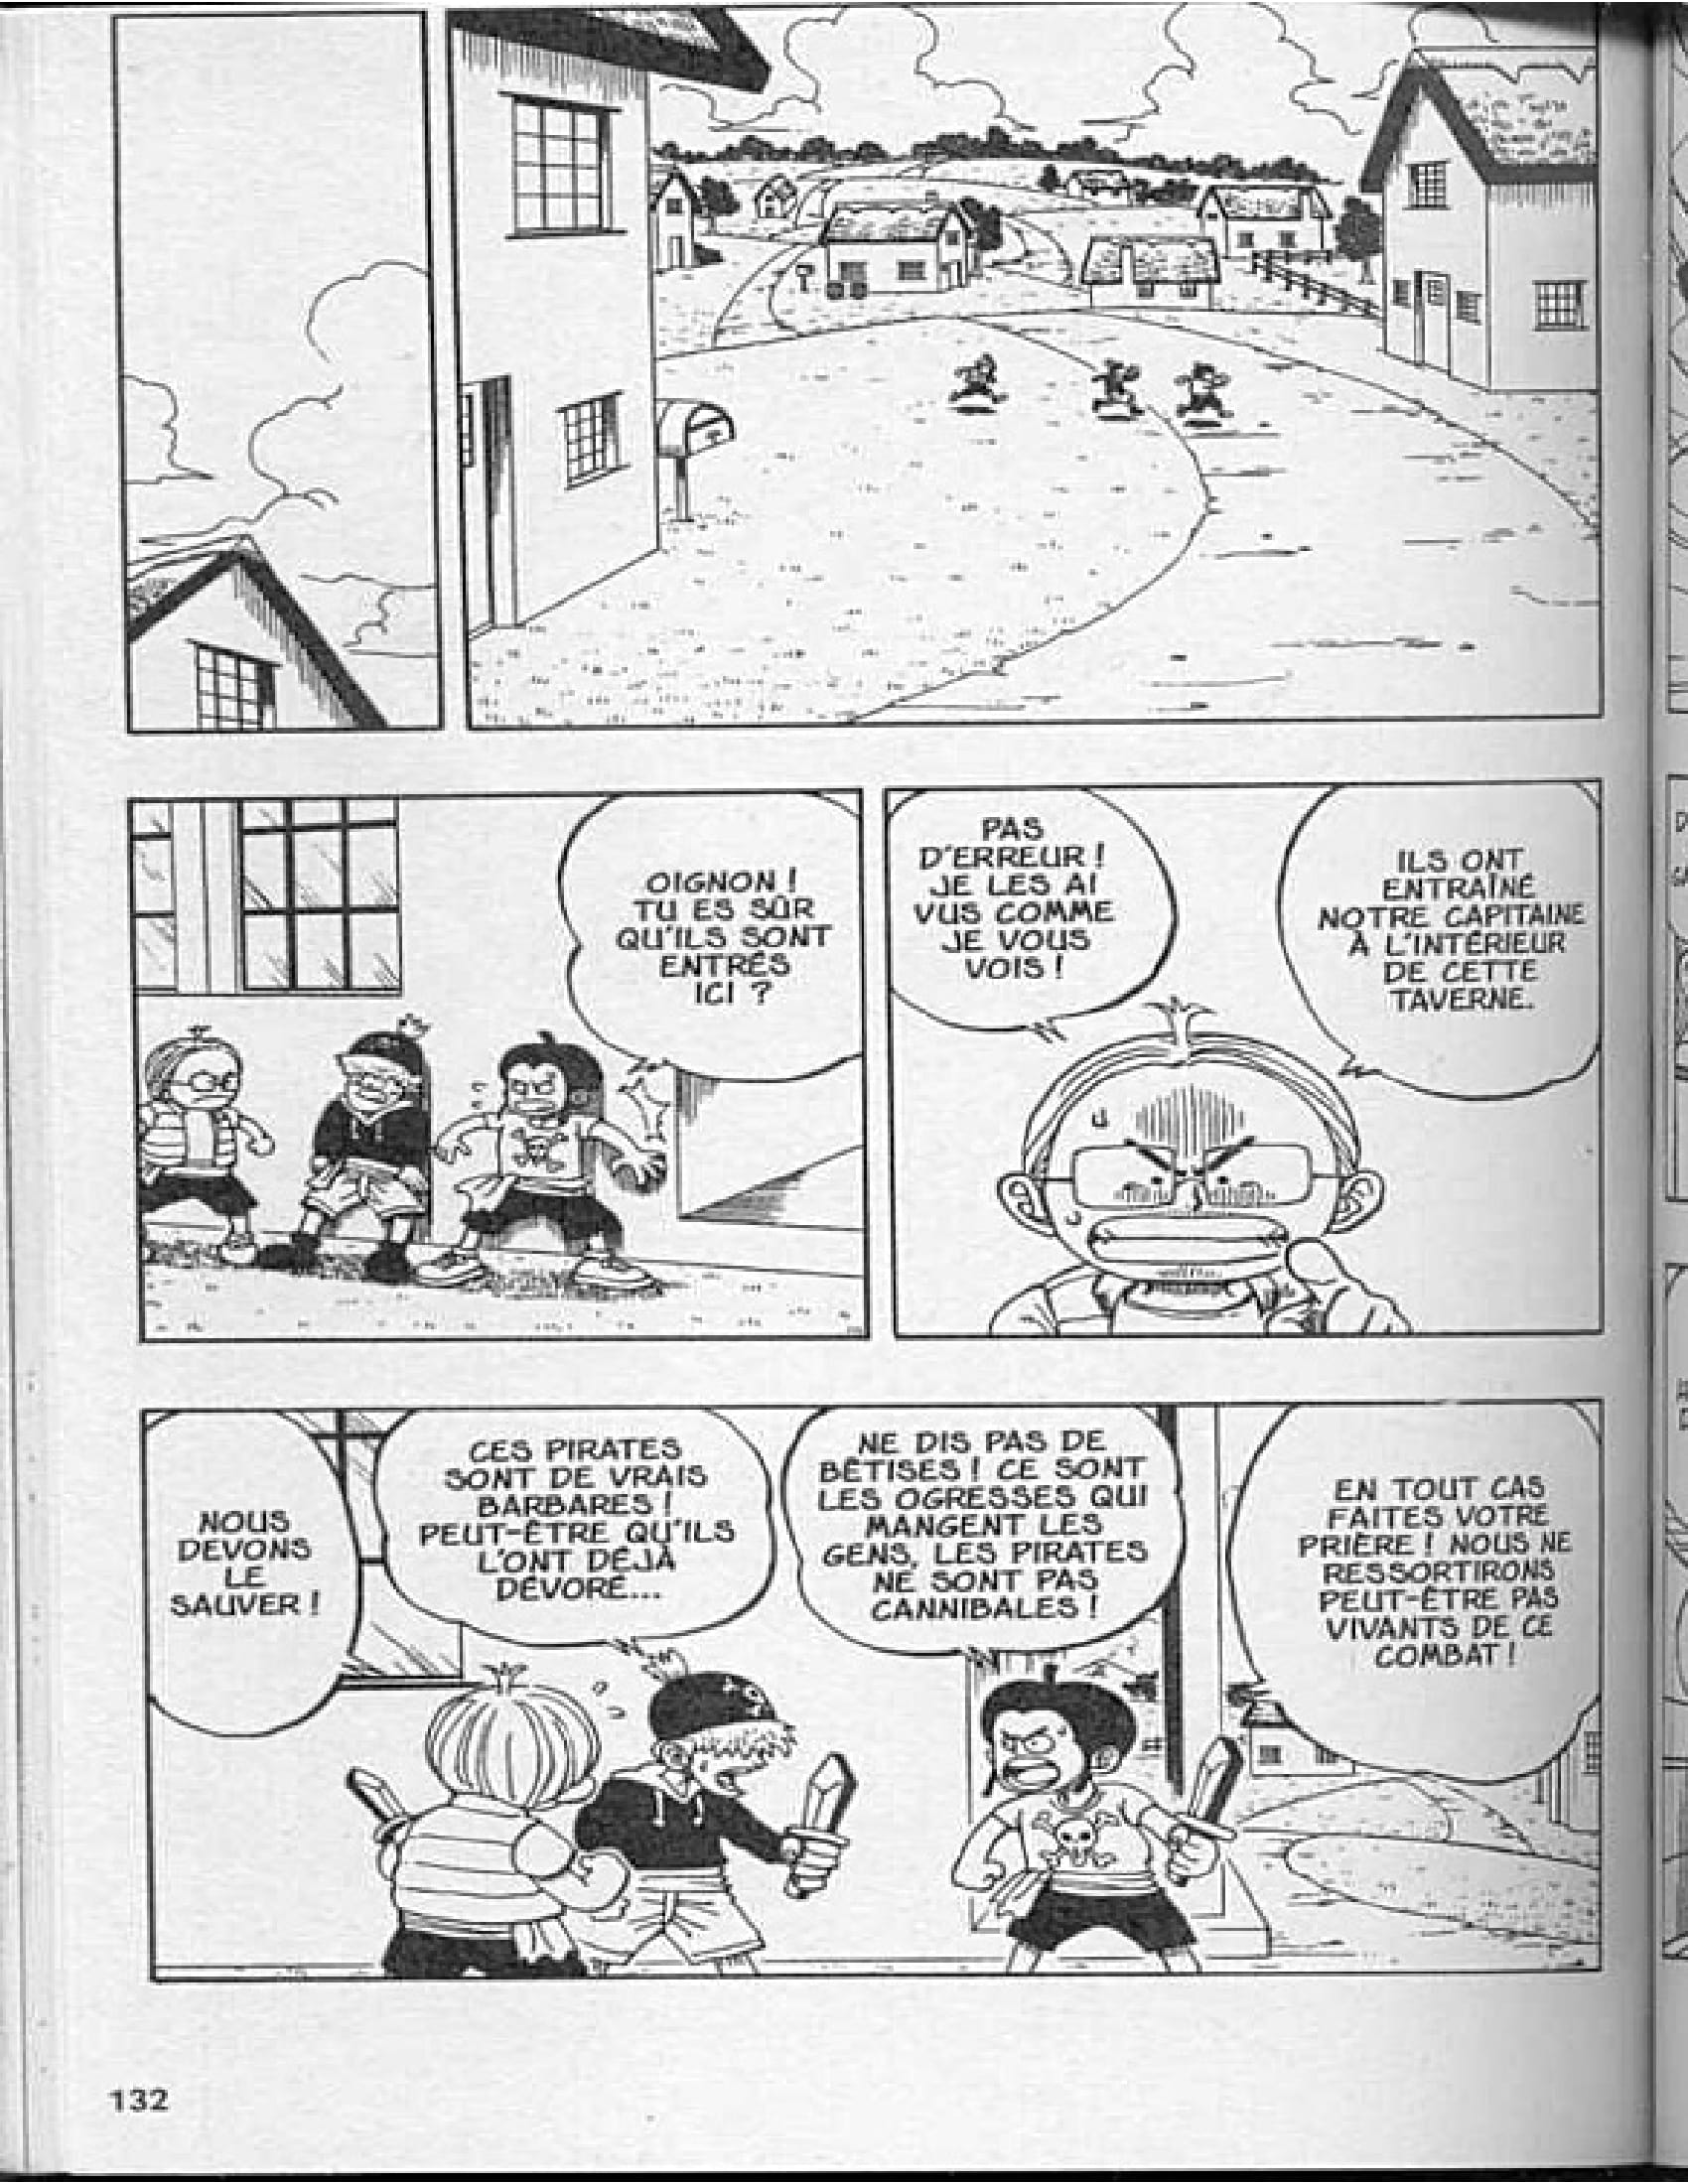 OIGNON !
TU ES SÛR
QU'ILS SONT
ENTRÉS
ICI ?
PAS
D'ERREUR !
JE LES AI
VUS COMME
JE VOUS
VOIS !
ILS ONT
ENTRAÎNÉ
NOTRE CAPITAINE
À L'INTÉRIEUR
DE CETTE
TAVERNE.
NOUS
DEVONS
LE
SAUVER !
CES PIRATES
SONT DE VRAIS
BARBARES !
PEUT-ÊTRE QU'ILS
L'ONT DÉJÀ
DÉVORÉ...
NE DIS PAS DE
BÊTISES ! CE SONT
LES OGRESSES QUI
MANGENT LES
GENS, LES PIRATES
NE SONT PAS
CANNIBALES !
EN TOUT CAS
FAITES VOTRE
PRIÈRE ! NOUS NE
RESSORTIRONS
PEUT-ÊTRE PAS
VIVANTS DE CE
COMBAT !
132